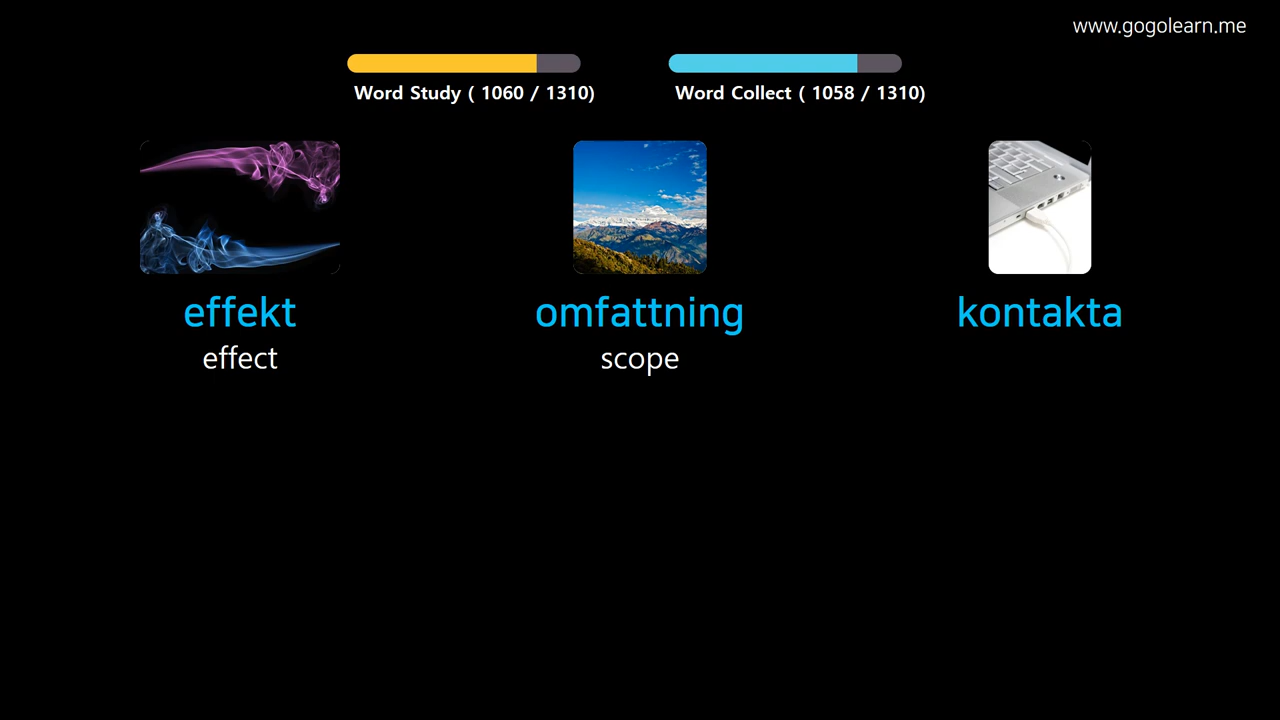 www.gogolearn.me
Word Study ( 1060 / 1310)
Word Collect ( 1058 / 1310)
effekt
omfattning
kontakta
effect
scope